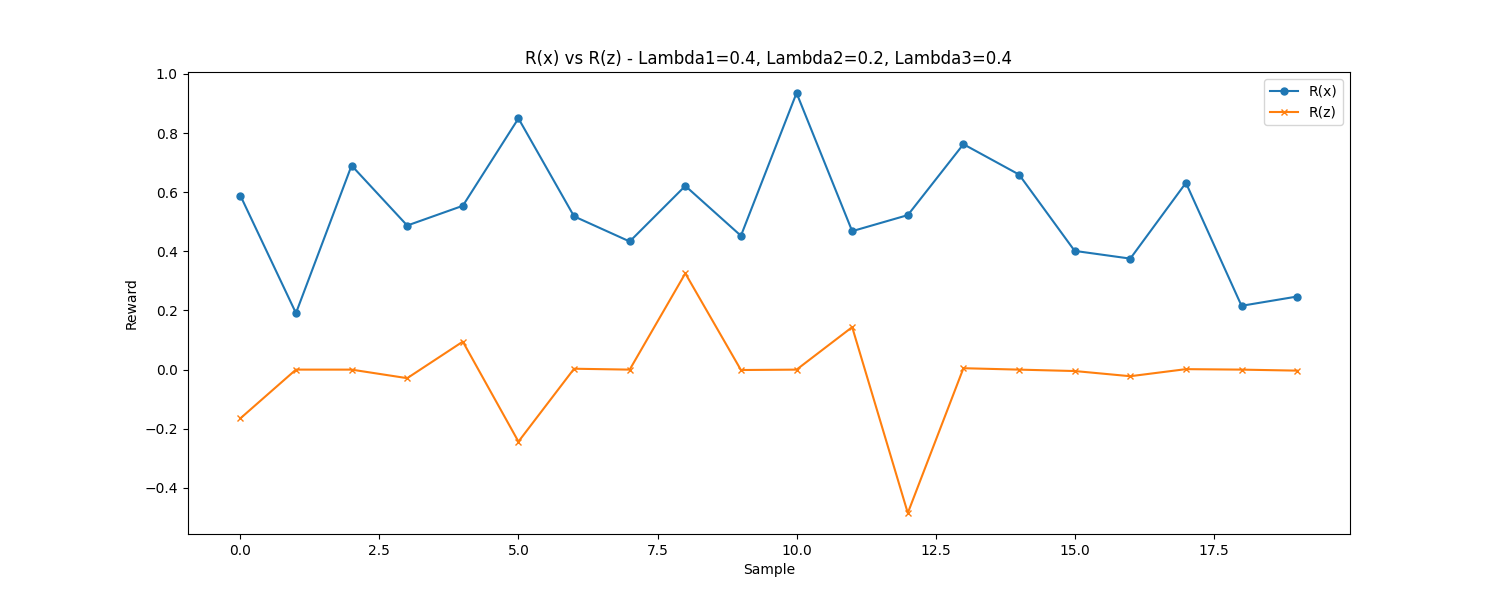 R(x) vs R(z) - Lambda1=0.4, Lambda2=0.2, Lambda3=0.4
R(x)
R(z)
Reward
1.0
0.8
0.6
0.4
0.2
0.0
−0.2
−0.4
0.0 2.5 5.0 7.5 10.0 12.5 15.0 17.5
Sample